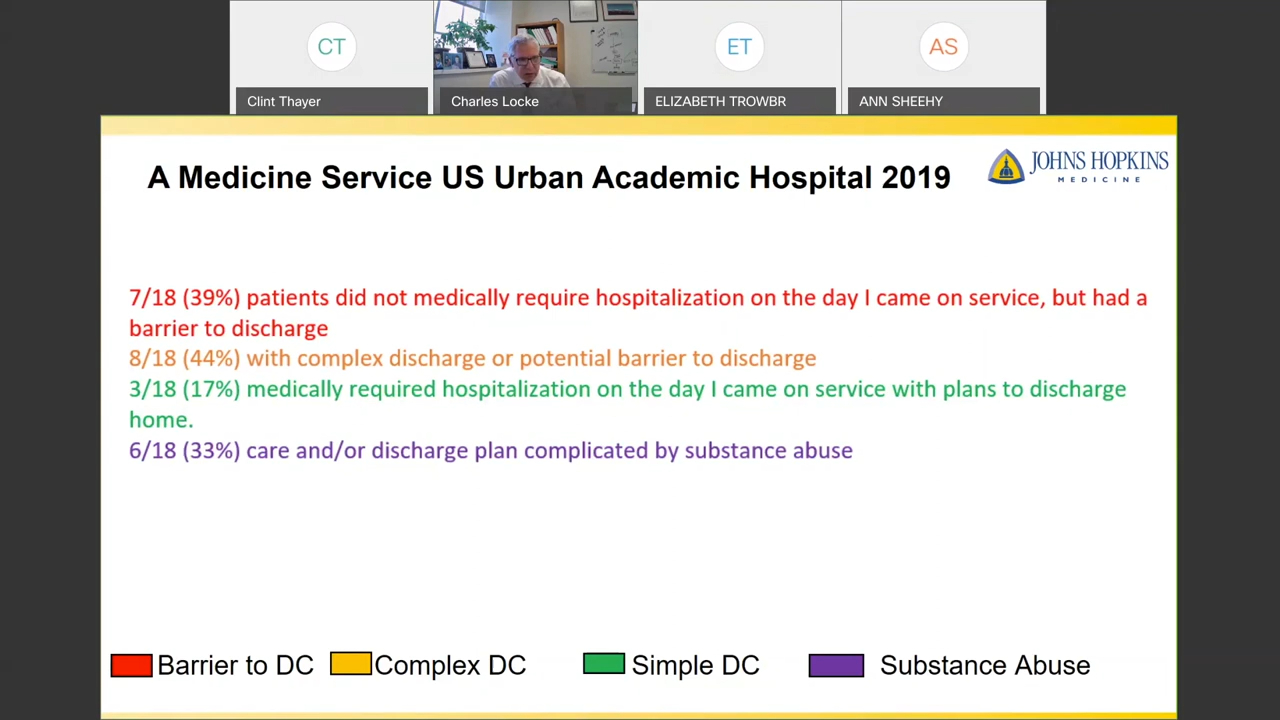 CT
ET
AS
Clint Thayer
Charles Locke
ELIZABETH TROWBR
ANN SHEEHY
A Medicine Service US Urban Academic Hospital 2019
JOHNS HOPKINS
MEDICINE
7/18 (39%) patients did not medically require hospitalization on the day I came on service, but had a
barrier to discharge
8/18 (44%) with complex discharge or potential barrier to discharge
3/18 (17%) medically required hospitalization on the day I came on service with plans to discharge
home.
6/18 (33%) care and/or discharge plan complicated by substance abuse
Barrier to DC
Complex DC
Simple DC
Substance Abuse